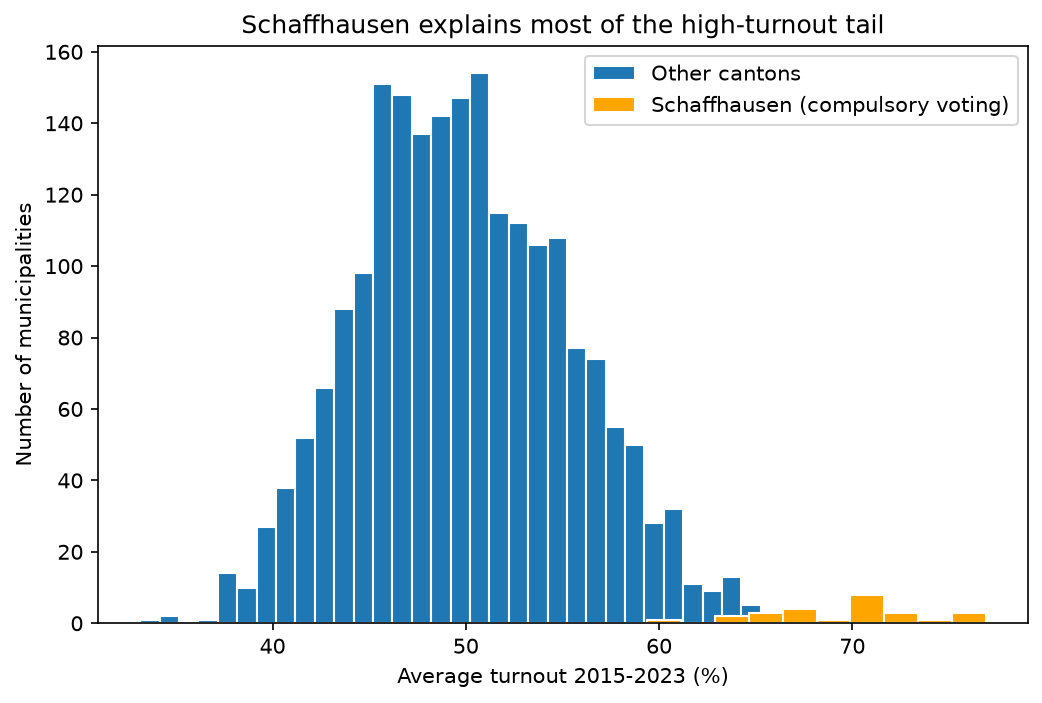 Schaffhausen explains most of the high-turnout tail
160
140
120
100
80
60
40
20
0
Number of municipalities
Other cantons
Schaffhausen (compulsory voting)
40 50 60 70
Average turnout 2015-2023 (%)